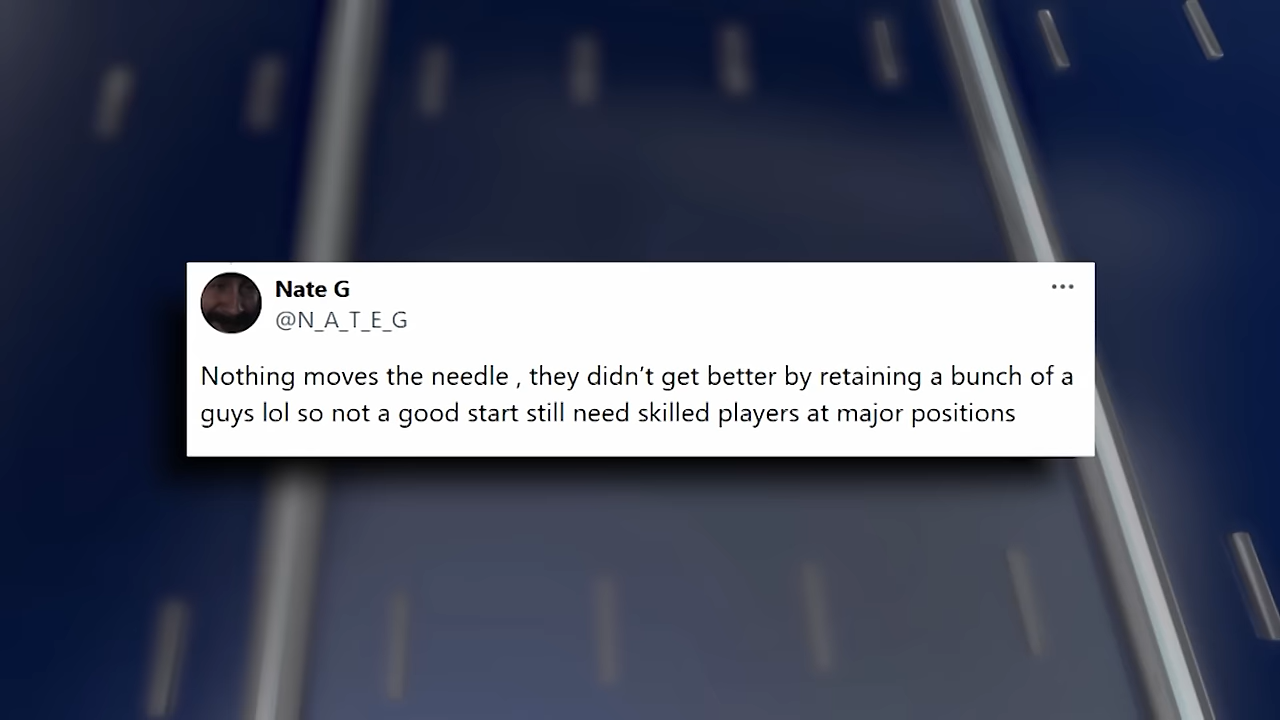 Nate G
@N_A_T_E_G
Nothing moves the needle , they didn’t get better by retaining a bunch of a
guys lol so not a good start still need skilled players at major positions